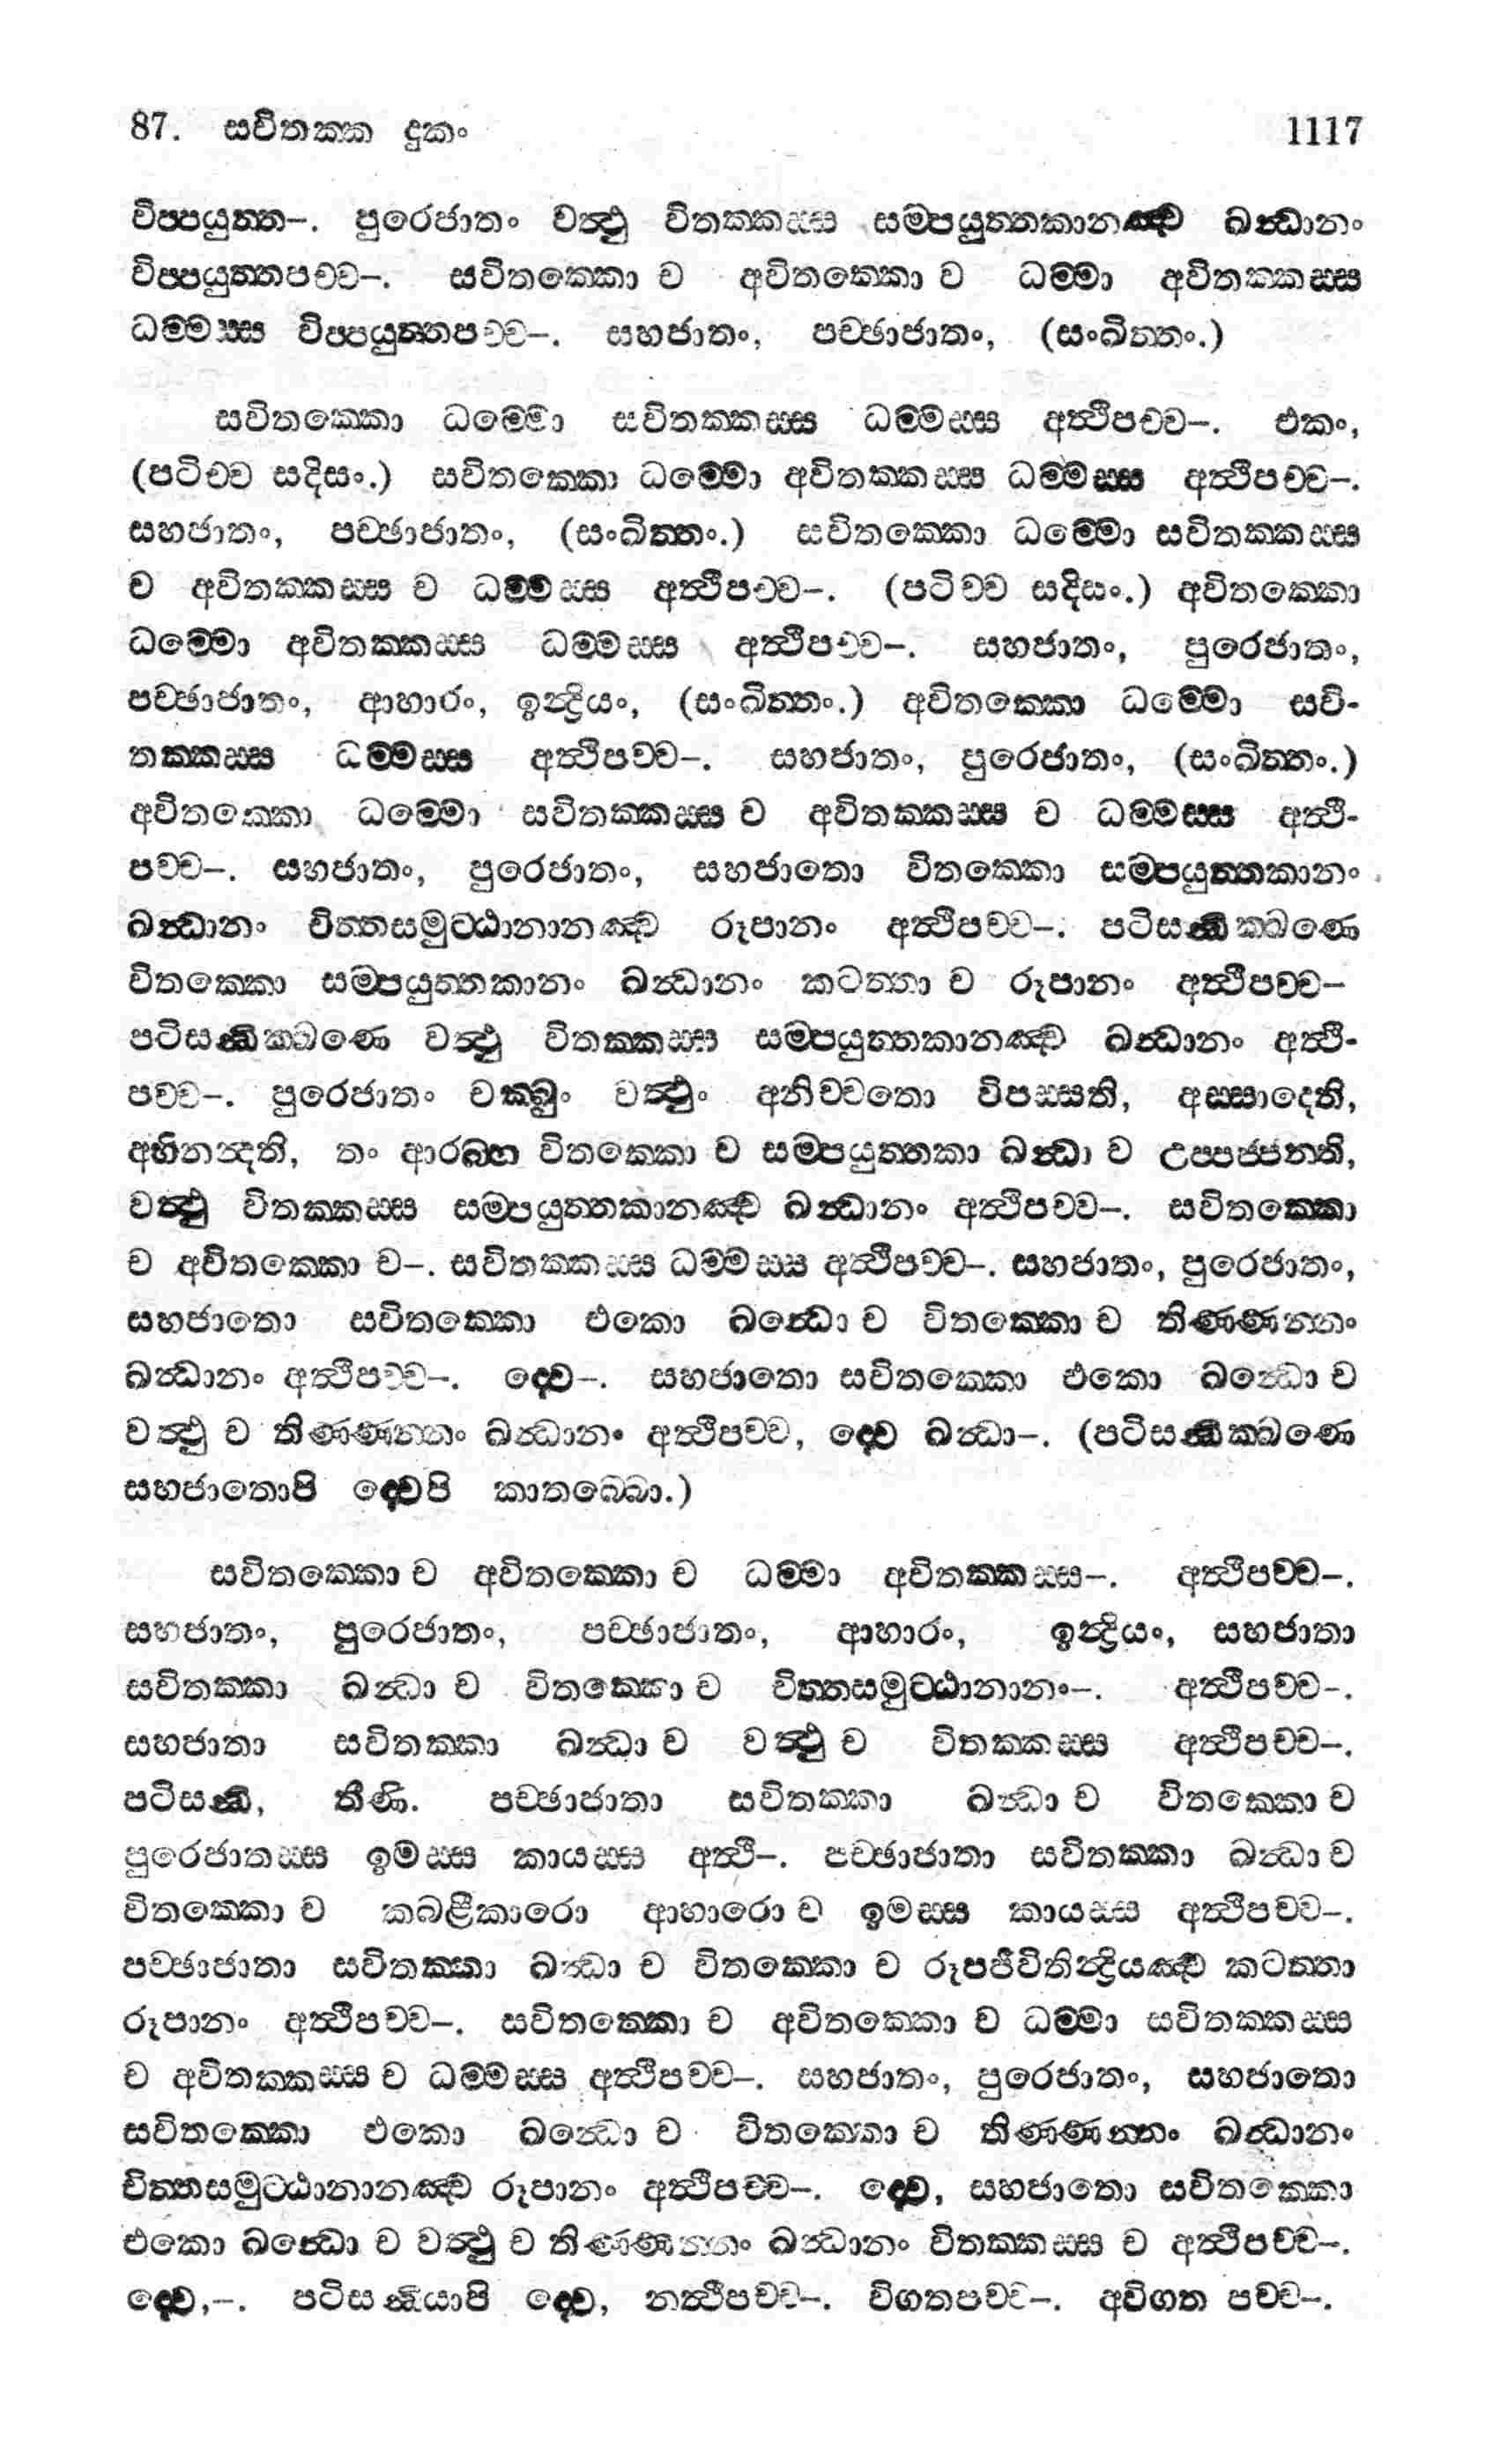 87. සවිතක්ක දුකං 1117
විප්පයුත්ත–. පුරෙජාතං වත්ථු විතක්කස්ස සම්පයුත්තකානඤ්ච ඛන්ධානං
විප්පයුත්තපච්ච–. සවිතක්කො ච අවිතක්කො ච ධම්මා අවිතක්කස්ස
ධම්මස්ස විප්පයුත්තපච්ච–. සහජාතං, පච්ඡාජාතං, (සංඛිත්තං.)
සවිතක්කො ධම්මො සවිතක්කස්ස ධම්මස්ස අත්ථිපච්ච–. එකං,
(පටිච්ච සදිසං.) සවිතක්කො ධම්මො අවිතක්කස්ස ධම්මස්ස අත්ථිපච්ච–.
සහජාතං, පච්ඡාජාතං, (සංඛිත්තං.) සවිතක්කො ධම්මො සවිතක්කස්ස
ච අවිතක්කස්ස ච ධම්මස්ස අත්ථිපච්ච–. (පටිච්ච සදිසං.) අවිතක්කො
ධම්මො අවිතක්කස්ස ධම්මස්ස අත්ථිපච්ච–. සහජාතං, පුරෙජාතං,
පච්ඡාජාතං, ආහාරං, ඉන්ද්‍රියං, (සංඛිත්තං.) අවිතක්කො ධම්මො සවි-
තක්කස්ස ධම්මස්ස අත්ථිපච්ච–. සහජාතං, පුරෙජාතං, (සංඛිත්තං.)
අවිතක්කො ධම්මො සවිතක්කස්ස ච අවිතක්කස්ස ච ධම්මස්ස අත්ථි-
පච්ච–. සහජාතං, පුරෙජාතං, සහජාතො විතක්කො සම්පයුත්තකානං
ඛන්ධානං චිත්තසමුට්ඨානානඤ්ච රූපානං අත්ථිපච්ච–. පටිසන්ධික්ඛණෙ
විතක්කො සම්පයුත්තකානං ඛන්ධානං කටත්තා ච රූපානං අත්ථිපච්ච–
පටිසන්ධික්ඛණෙ වත්ථු විතක්කස්ස සම්පයුත්තකානඤ්ච ඛන්ධානං අත්ථි-
පච්ච–. පුරෙජාතං චක්ඛුං වත්ථුං අනිච්චතො විපස්සති, අස්සාදෙති,
අභිනන්දති, තං ආරබ්භ විතක්කො ච සම්පයුත්තකා ඛන්ධා ච උප්පජ්ජන්ති,
වත්ථු විතක්කස්ස සම්පයුත්තකානඤ්ච ඛන්ධානං අත්ථිපච්ච–. සවිතක්කො
ච අවිතක්කො ච–. සවිතක්කස්ස ධම්මස්ස අත්ථිපච්ච–. සහජාතං, පුරෙජාතං,
සහජාතො සවිතක්කො එකො ඛන්ධො ච විතක්කො ච තිණ්ණන්නං
ඛන්ධානං අත්ථිපච්ච–. ද්වෙ–. සහජාතො සවිතක්කො එකො ඛන්ධො ච
වත්ථු ච තිණ්ණන්නං ඛන්ධානං අත්ථිපච්ච, ද්වෙ ඛන්ධා–. (පටිසන්ධික්ඛණෙ
සහජාතොපි ද්වෙපි කාතබ්බො.)
සවිතක්කො ච අවිතක්කො ච ධම්මා අවිතක්කස්ස–. අත්ථිපච්ච–.
සහජාතං, පුරෙජාතං, පච්ඡාජාතං, ආහාරං, ඉන්ද්‍රියං, සහජාතා
සවිතක්කා ඛන්ධා ච විතක්කො ච චිත්තසමුට්ඨානානං–. අත්ථිපච්ච–.
සහජාතා සවිතක්කා ඛන්ධා ච වත්ථු ච විතක්කස්ස අත්ථිපච්ච–.
පටිසන්ධි, තීණි. පච්ඡාජාතා සවිතක්කා ඛන්ධා ච විතක්කො ච
පුරෙජාතස්ස ඉමස්ස කායස්ස අත්ථි–. පච්ඡාජාතා සවිතක්කා ඛන්ධා ච
විතක්කො ච කබළීකාරො ආහාරො ච ඉමස්ස කායස්ස අත්ථිපච්ච–.
පච්ඡාජාතා සවිතක්කා ඛන්ධා ච විතක්කො ච රූපජීවිතින්ද්‍රියඤ්ච කටත්තා
රූපානං අත්ථිපච්ච–. සවිතක්කො ච අවිතක්කො ච ධම්මා සවිතක්කස්ස
ච අවිතක්කස්ස ච ධම්මස්ස අත්ථිපච්ච–. සහජාතං, පුරෙජාතං, සහජාතො
සවිතක්කො එකො ඛන්ධො ච විතක්කො ච තිණ්ණන්නං ඛන්ධානං
චිත්තසමුට්ඨානානඤ්ච රූපානං අත්ථිපච්ච–. ද්වෙ, සහජාතො සවිතක්කො
එකො ඛන්ධො ච වත්ථු ච තිණ්ණන්නං ඛන්ධානං විතක්කස්ස ච අත්ථිපච්ච–.
ද්වෙ,–. පටිසන්ධියාපි ද්වෙ, නත්ථිපච්ච–. විගතපච්ච–. අවිගත පච්ච–.